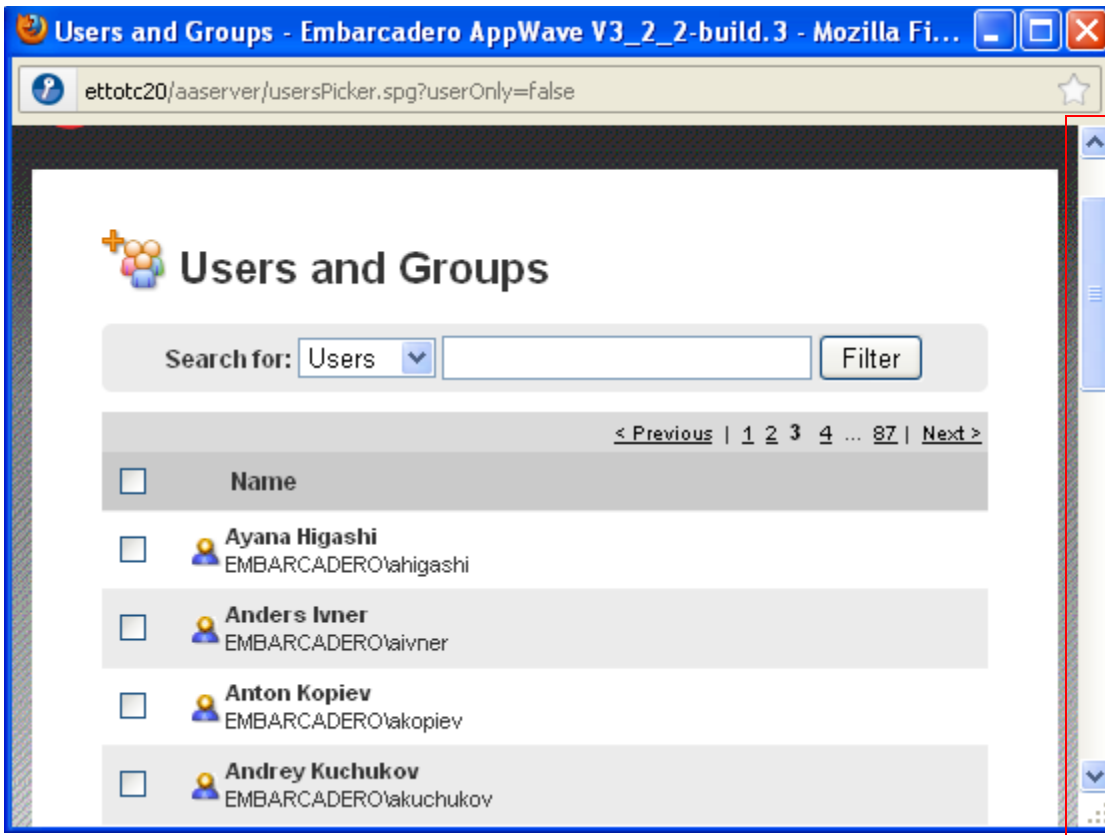 Users and Groups - Embarcadero AppWave V3_2_2-build.3 - Mozilla Fi...
ettotc20/aaserver/usersPicker.spg?userOnly=false
Users and Groups
Search for: Users Filter
< Previous | 1 2 3 4 ... 87 | Next >
Name
Ayana Higashi
EMBARCADERO\ahigashi
Anders Ivner
EMBARCADERO\aivner
Anton Kopiev
EMBARCADERO\akopiev
Andrey Kuchukov
EMBARCADERO\akuchukov